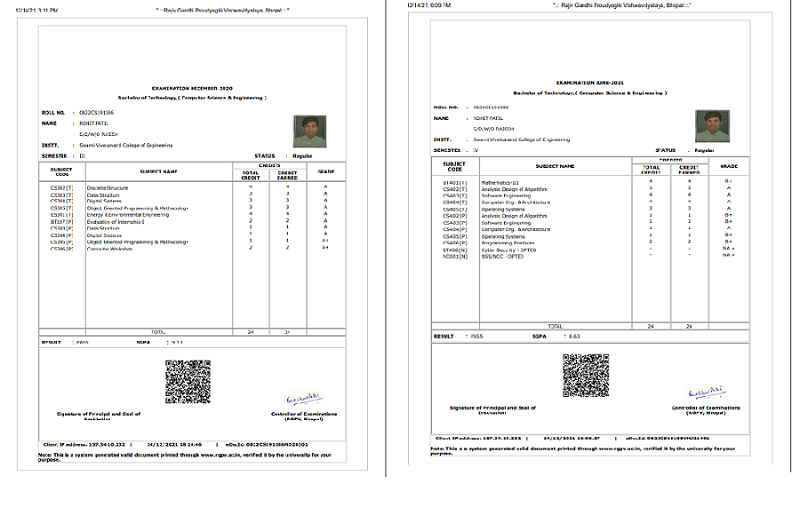 12/14/21, 6:11 PM
".:: Rajiv Gandhi Proudyogiki Vishwavidyalaya, Bhopal ::."
EXAMINATION DECEMBER-2020
Bachelor of Technology,( Computer Science & Engineering )
ROLL NO. :
NAME : ROHIT PATIL
S/D/W/O RAJESH
INSTT. : Swami Vivekanand College of Engineering
SEMESTER : III STATUS : Regular
SUBJECT CODE SUBJECT NAME CREDITS GRADE
TOTAL CREDIT CREDIT EARNED
CS302 [T] Discrete Structure 4 4 A
CS303 [T] Data Structure 3 3 A
CS304 [T] Digital Systems 3 3 A
CS305 [T] Object Oriented Programming & Methodology 3 3 A
ES301 [T] Energy & Environmental Engineering 4 4 A
BT107 [P] Evaluation of Internship-I 2 2 A
CS303 [P] Data Structure 1 1 A
CS304 [P] Digital Systems 1 1 A
CS305 [P] Object Oriented Programming & Methodology 1 1
CS306 [P] Computer Workshop 2 2
TOTAL 24 24
RESULT : PASS SGPA :
Signature of Principal and Seal of
Institution
Controller of Examinations
(RGPV, Bhopal)
Client IP address: 157.34.10.232 | 14/12/2021 18:14:46 | eDocId:
Note: This is a system generated valid document printed through www.rgpv.ac.in, verified it by the university for your
purpose.
12/14/21, 6:09 PM
".:: Rajiv Gandhi Proudyogiki Vishwavidyalaya, Bhopal ::."
EXAMINATION JUNE-2021
Bachelor of Technology,( Computer Science & Engineering )
ROLL NO. :
NAME : ROHIT PATIL
S/D/W/O RAJESH
INSTT. : Swami Vivekanand College of Engineering
SEMESTER : IV STATUS : Regular
SUBJECT CODE SUBJECT NAME CREDITS GRADE
TOTAL CREDIT CREDIT EARNED
BT401[T] Mathematics-III 4 4 B+
CS402[T] Analysis Design of Algorithm 3 3 A
CS403[T] Software Engineering 4 4 A
CS404[T] Computer Org. & Architecture 4 4 A
CS405[T] Operating Systems 3 3 A
CS402[P] Analysis Design of Algorithm 1 1 B+
CS403[P] Software Engineering 1 1 B+
CS404[P] Computer Org. & Architecture 1 1 A
CS405[P] Operating Systems 1 1 B+
CS406[P] Programming Practices 2 2 B+
BT408[N] Cyber Security - OPTED - - NA +
NC001[N] NSS/NCC - OPTED - - NA +
TOTAL 24 24
RESULT : PASS SGPA : 8.63
Signature of Principal and Seal of
Institution
Controller of Examinations
(RGPV, Bhopal)
Client IP address: | 14/12/2021 | eDocId:
Note: This is a system generated valid document printed through www.rgpv.ac.in, verified it by the university for your
purpose.